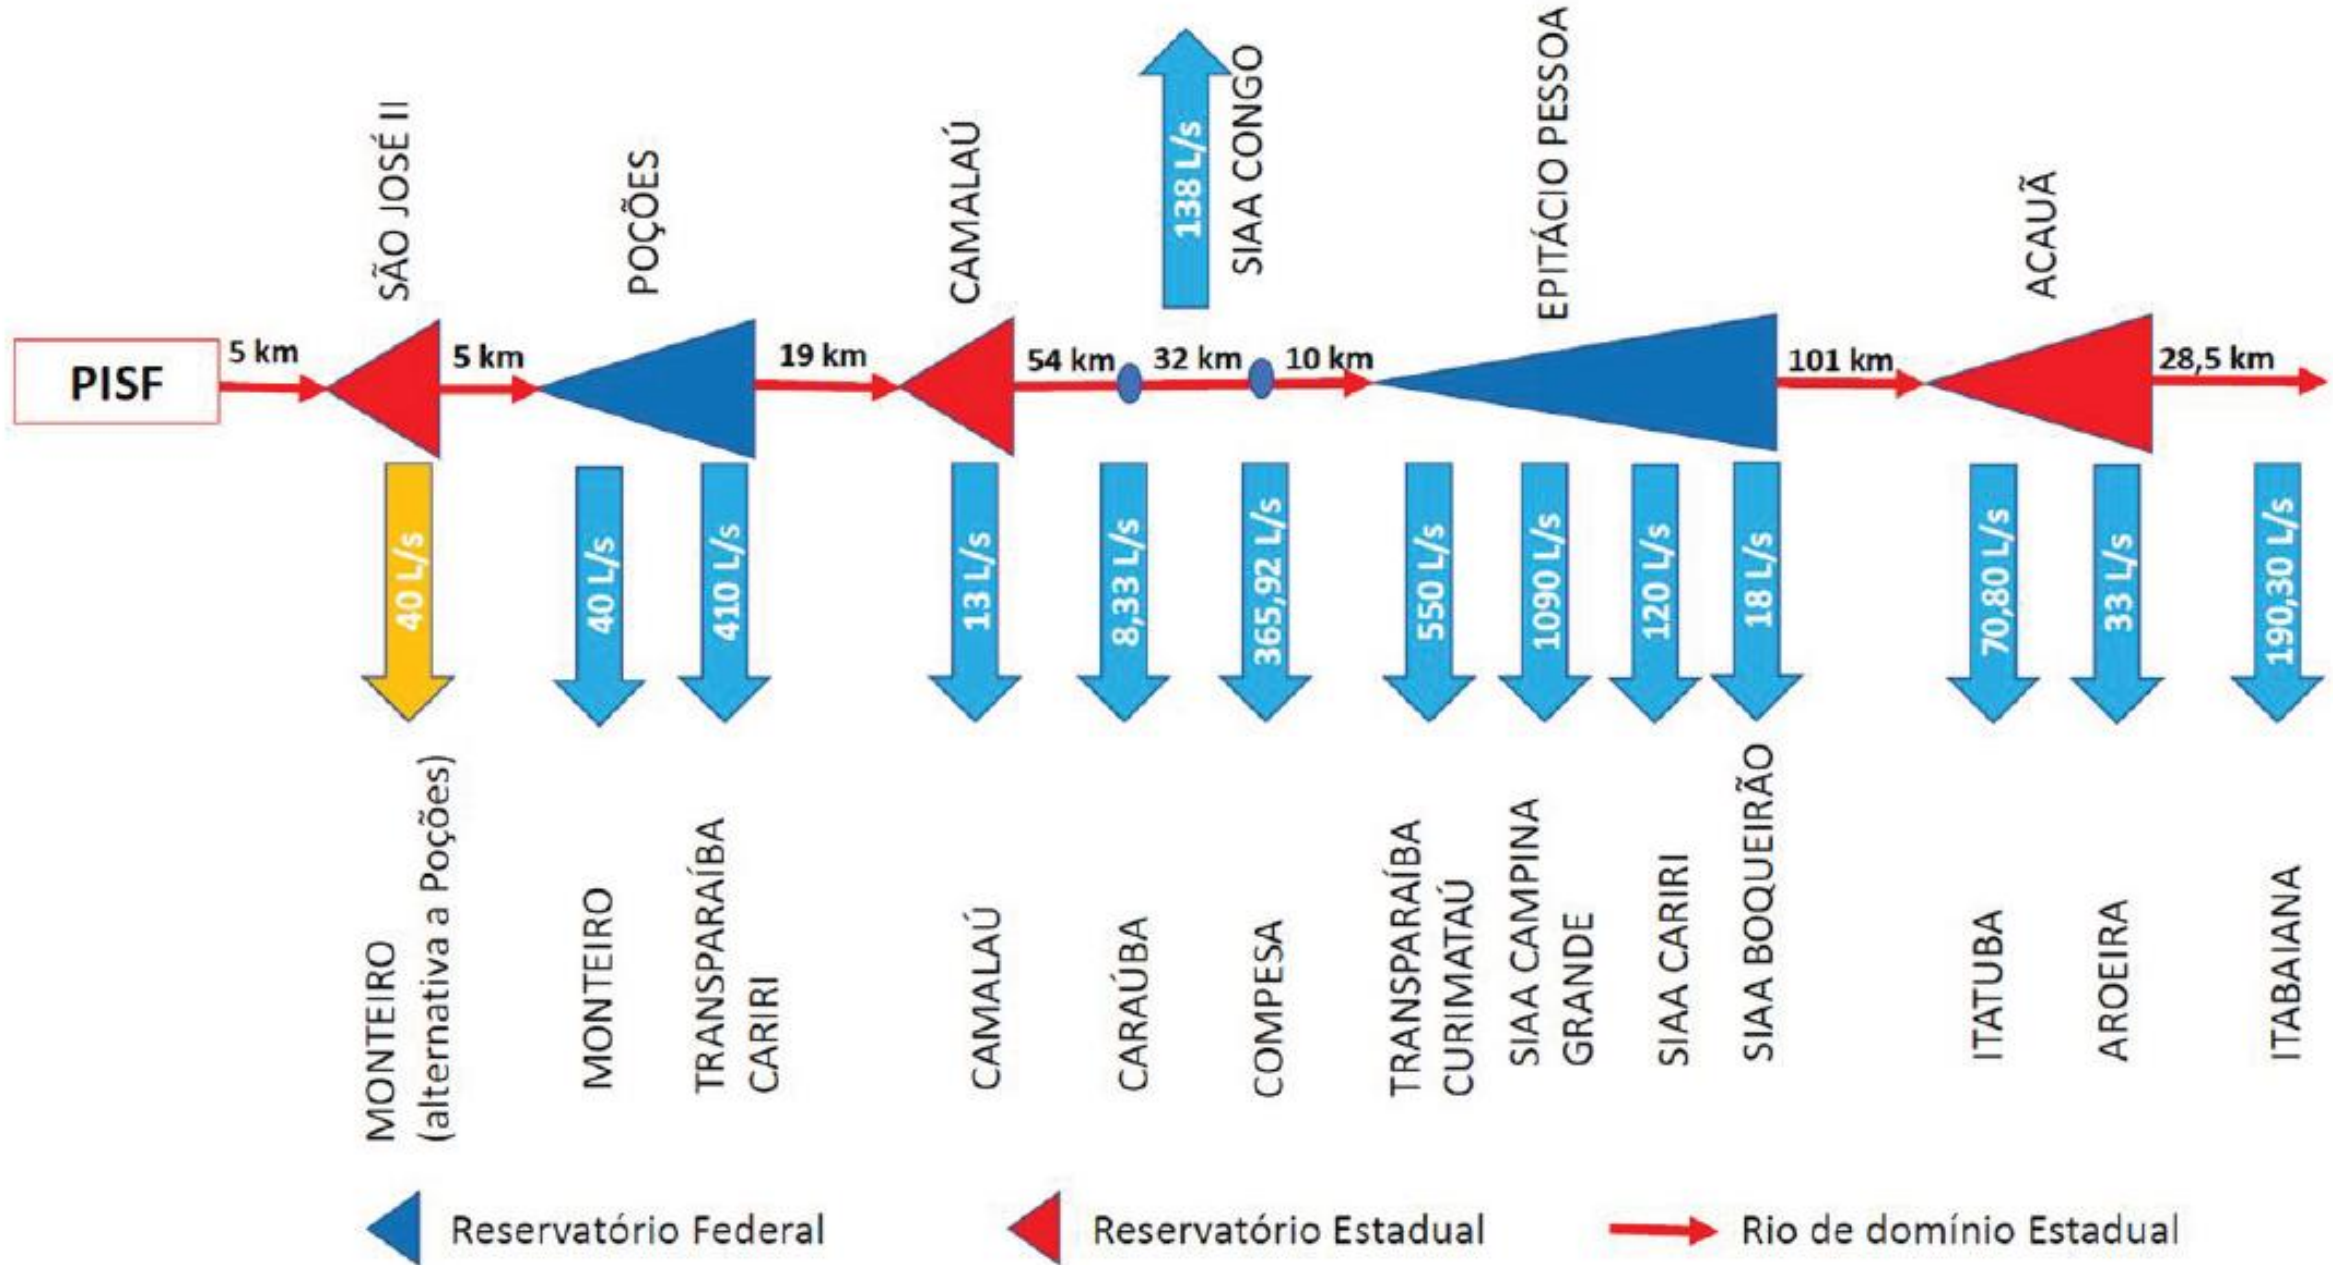 SÃO JOSÉ II
POÇÕES
CAMALAÚ
138 L/s
SIAA CONGO
EPITÁCIO PESSOA
ACAUÃ
PISF
5 km
5 km
19 km
54 km
32 km
10 km
101 km
28,5 km
40 L/s
40 L/s
410 L/s
13 L/s
8,33 L/s
365,92 L/s
550 L/s
1090 L/s
120 L/s
18 L/s
70,80 L/s
33 L/s
190,30 L/s
MONTEIRO
(alternativa a Poções)
MONTEIRO
TRANSPARAÍBA
CARIRI
CAMALAÚ
CARAÚBA
COMPESA
TRANSPARAÍBA
CURIMATAÚ
SIAA CAMPINA
GRANDE
SIAA CARIRI
SIAA BOQUEIRÃO
ITATUBA
AROEIRA
ITABAIANA
Reservatório Federal
Reservatório Estadual
Rio de domínio Estadual